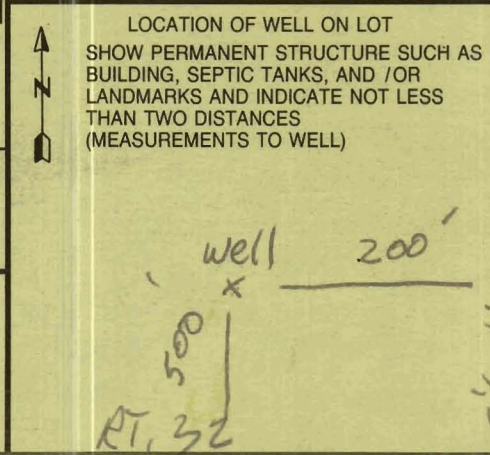 LOCATION OF WELL ON LOT
SHOW PERMANENT STRUCTURE SUCH AS
BUILDING, SEPTIC TANKS, AND /OR
LANDMARKS AND INDICATE NOT LESS
THAN TWO DISTANCES
(MEASUREMENTS TO WELL)
N
well 200'
x
500
RT. 32